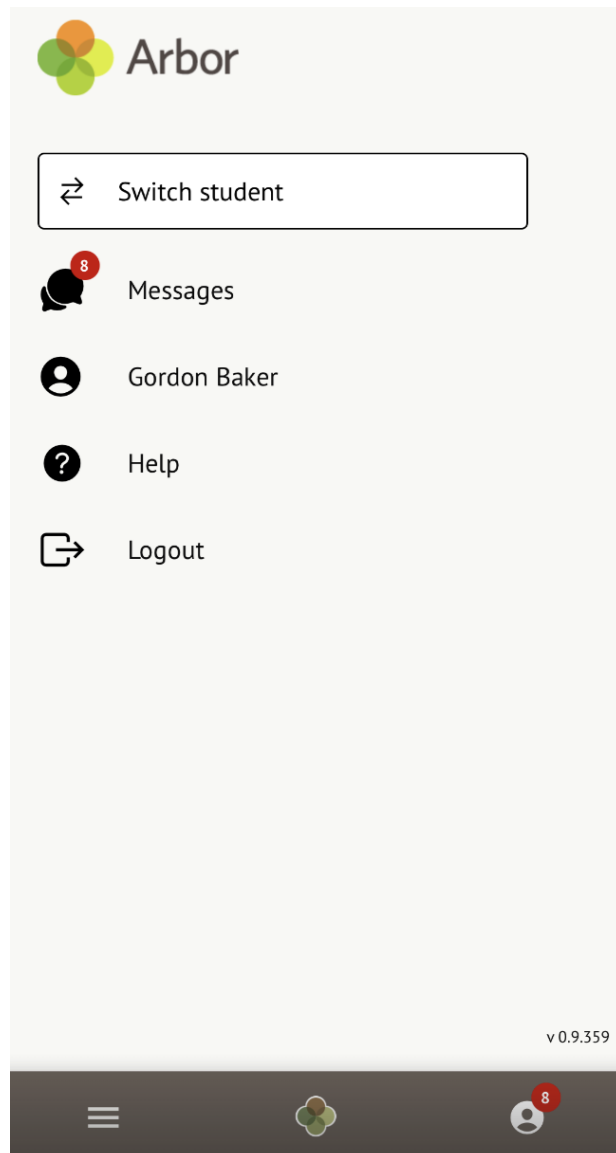 Arbor
Switch student
8
Messages
Gordon Baker
?
Help
Logout
v 0.9.359
8